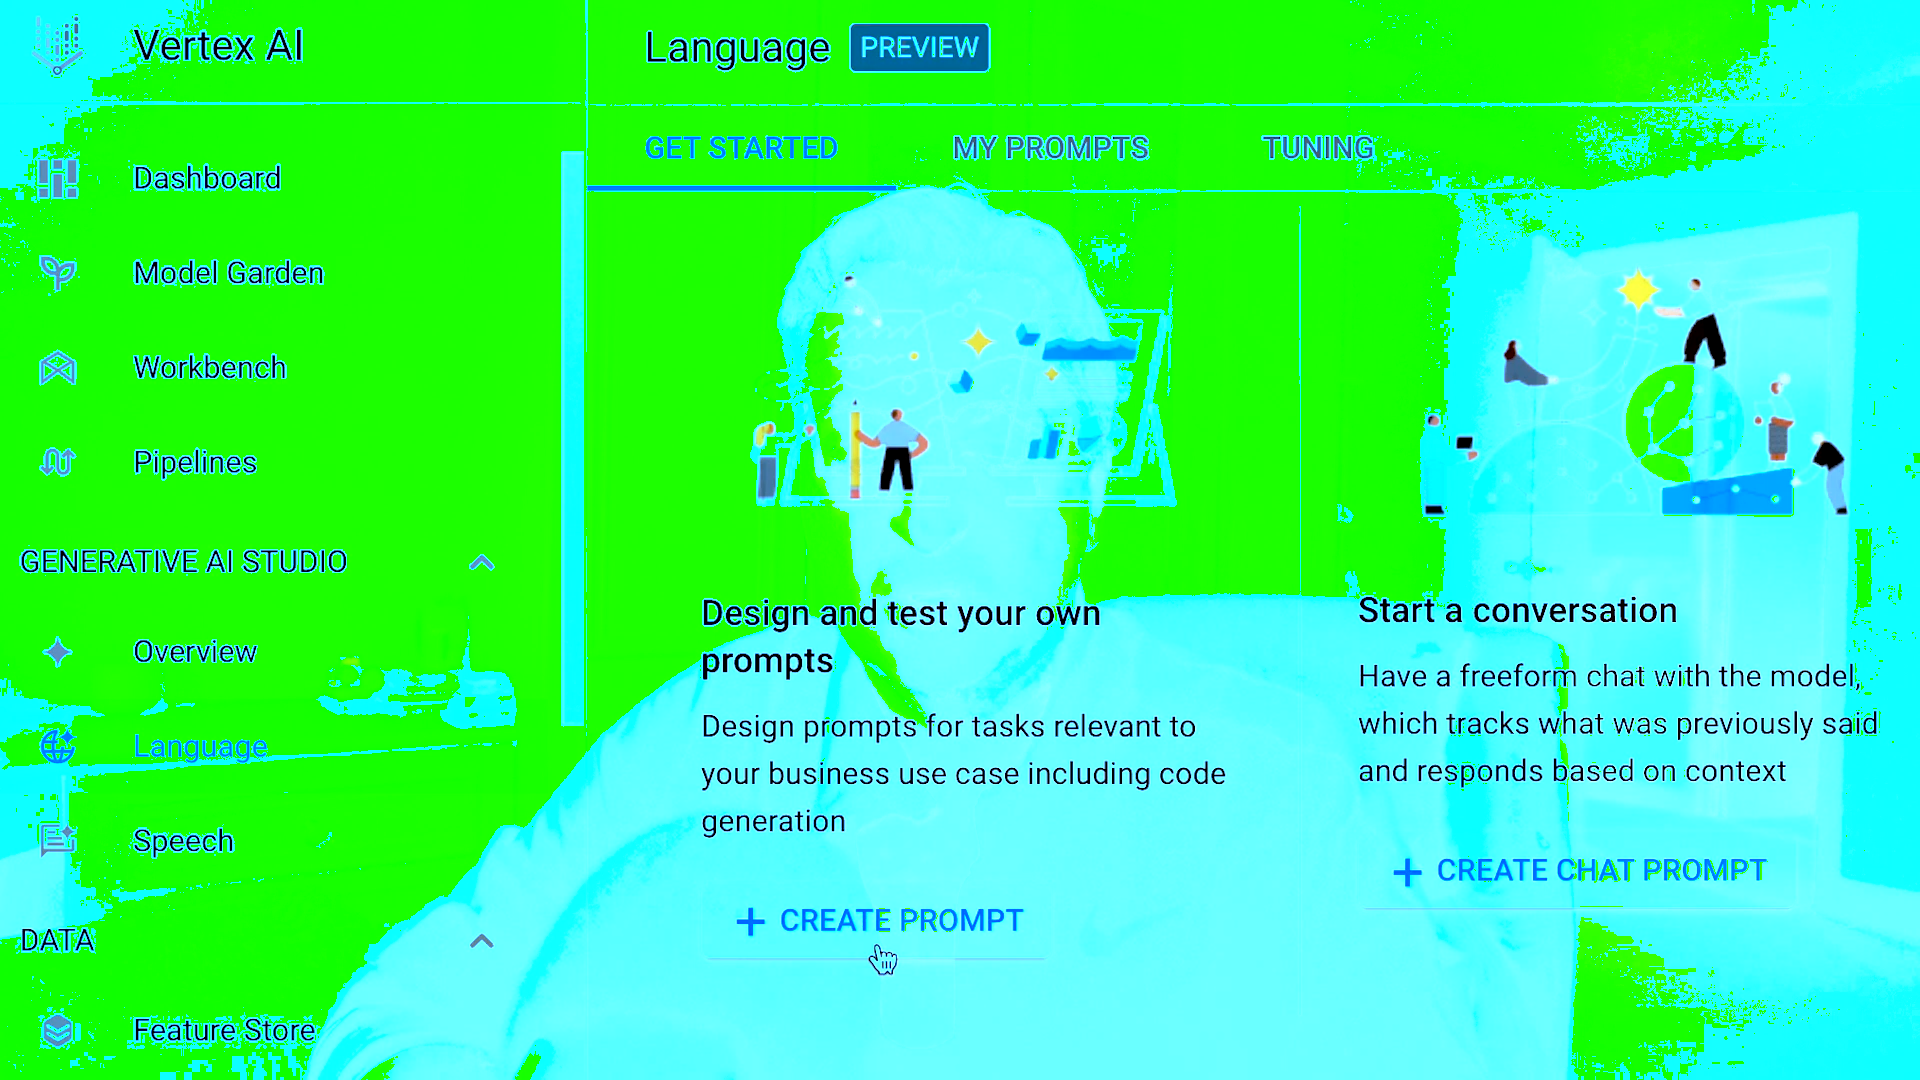 Vertex AI
Dashboard
Model Garden
Workbench
Pipelines
GENERATIVE AI STUDIO
Overview
Language
Speech
DATA
Feature Store
Language PREVIEW
GET STARTED MY PROMPTS TUNING
Design and test your own
prompts
Design prompts for tasks relevant to
your business use case including code
generation
+ CREATE PROMPT
Start a conversation
Have a freeform chat with the model,
which tracks what was previously said
and responds based on context
+ CREATE CHAT PROMPT